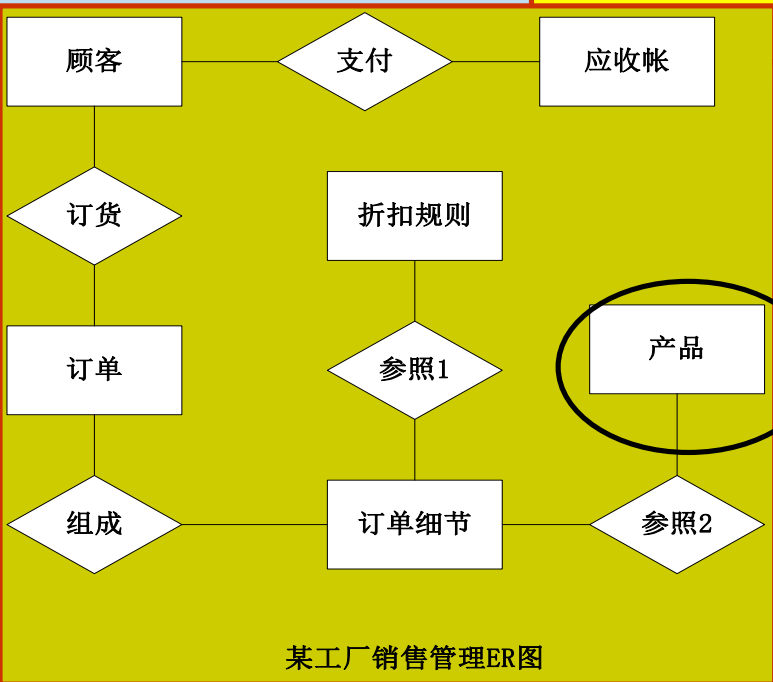 顾客
支付
应收帐
订货
折扣规则
订单
参照1
产品
组成
订单细节
参照2
某工厂销售管理ER图